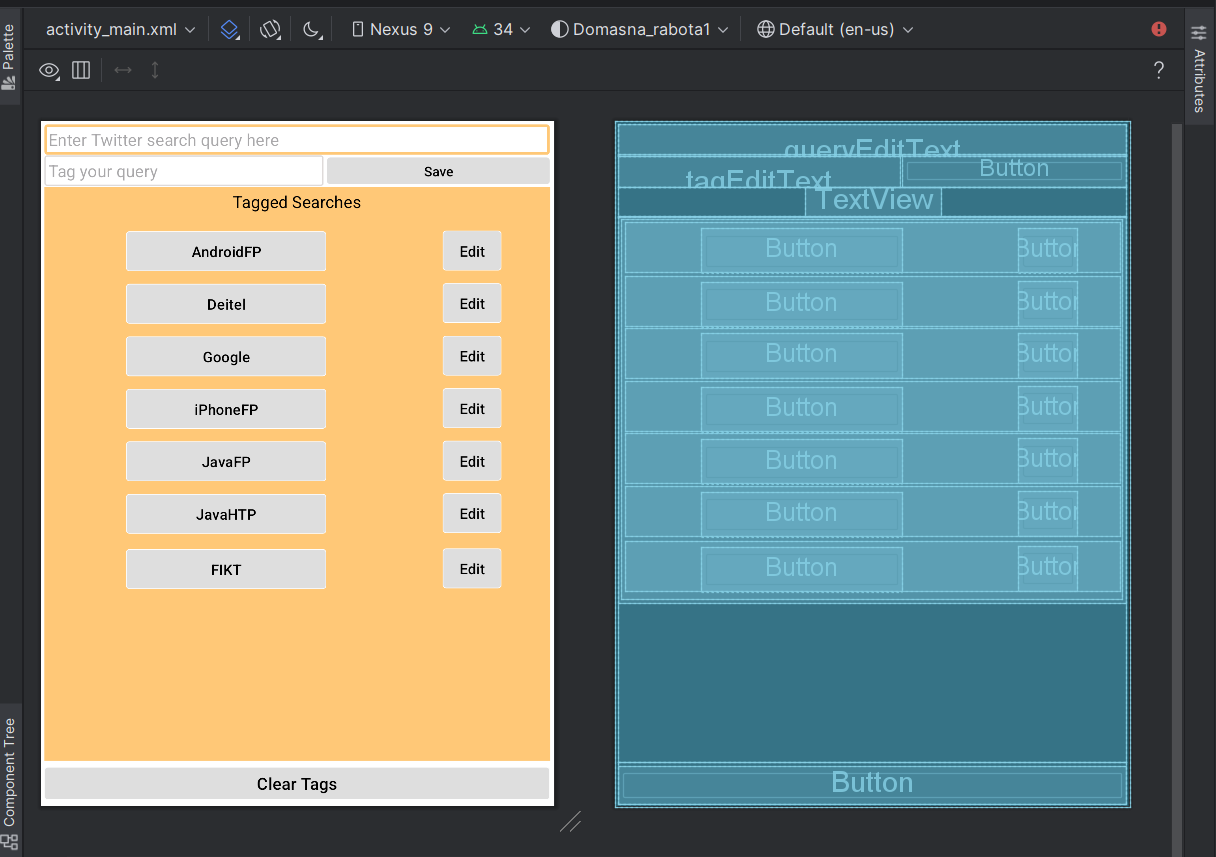 activity_main.xml
Nexus 9
34
Domasna_rabota1
Default (en-us)
Palette
Attributes
?
Enter Twitter search query here
Tag your query
Save
Tagged Searches
AndroidFP Edit
Deitel Edit
Google Edit
iPhoneFP Edit
JavaFP Edit
JavaHTP Edit
FIKT Edit
Clear Tags
queryEditText
tagEditText
Button
TextView
Button Button
Button Button
Button Button
Button Button
Button Button
Button Button
Button Button
Button
Component Tree